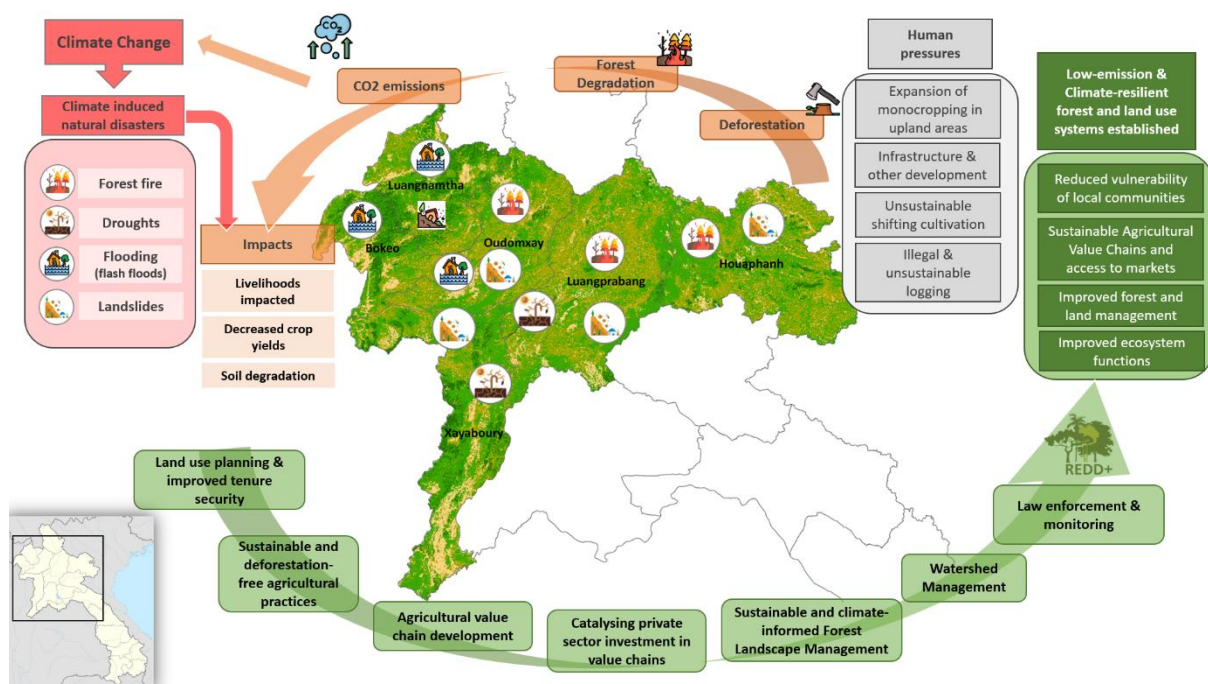 Climate Change
Climate induced
natural disasters
Forest fire
Droughts
Flooding
(flash floods)
Landslides
CO2
CO2 emissions
Forest
Degradation
Deforestation
Impacts
Livelihoods
impacted
Decreased crop
yields
Soil degradation
Luangnamtha
Bokeo
Oudomxay
Luangprabang
Houaphanh
Xayaboury
Human
pressures
Expansion of
monocropping in
upland areas
Infrastructure &
other development
Unsustainable
shifting cultivation
Illegal &
unsustainable
logging
Low-emission &
Climate-resilient
forest and land use
systems established
Reduced vulnerability
of local communities
Sustainable Agricultural
Value Chains and
access to markets
Improved forest and
land management
Improved ecosystem
functions
REDD+
Land use planning &
improved tenure
security
Sustainable and
deforestation-
free agricultural
practices
Agricultural value
chain development
Catalysing private
sector investment in
value chains
Sustainable and climate-
informed Forest
Landscape Management
Watershed
Management
Law enforcement &
monitoring